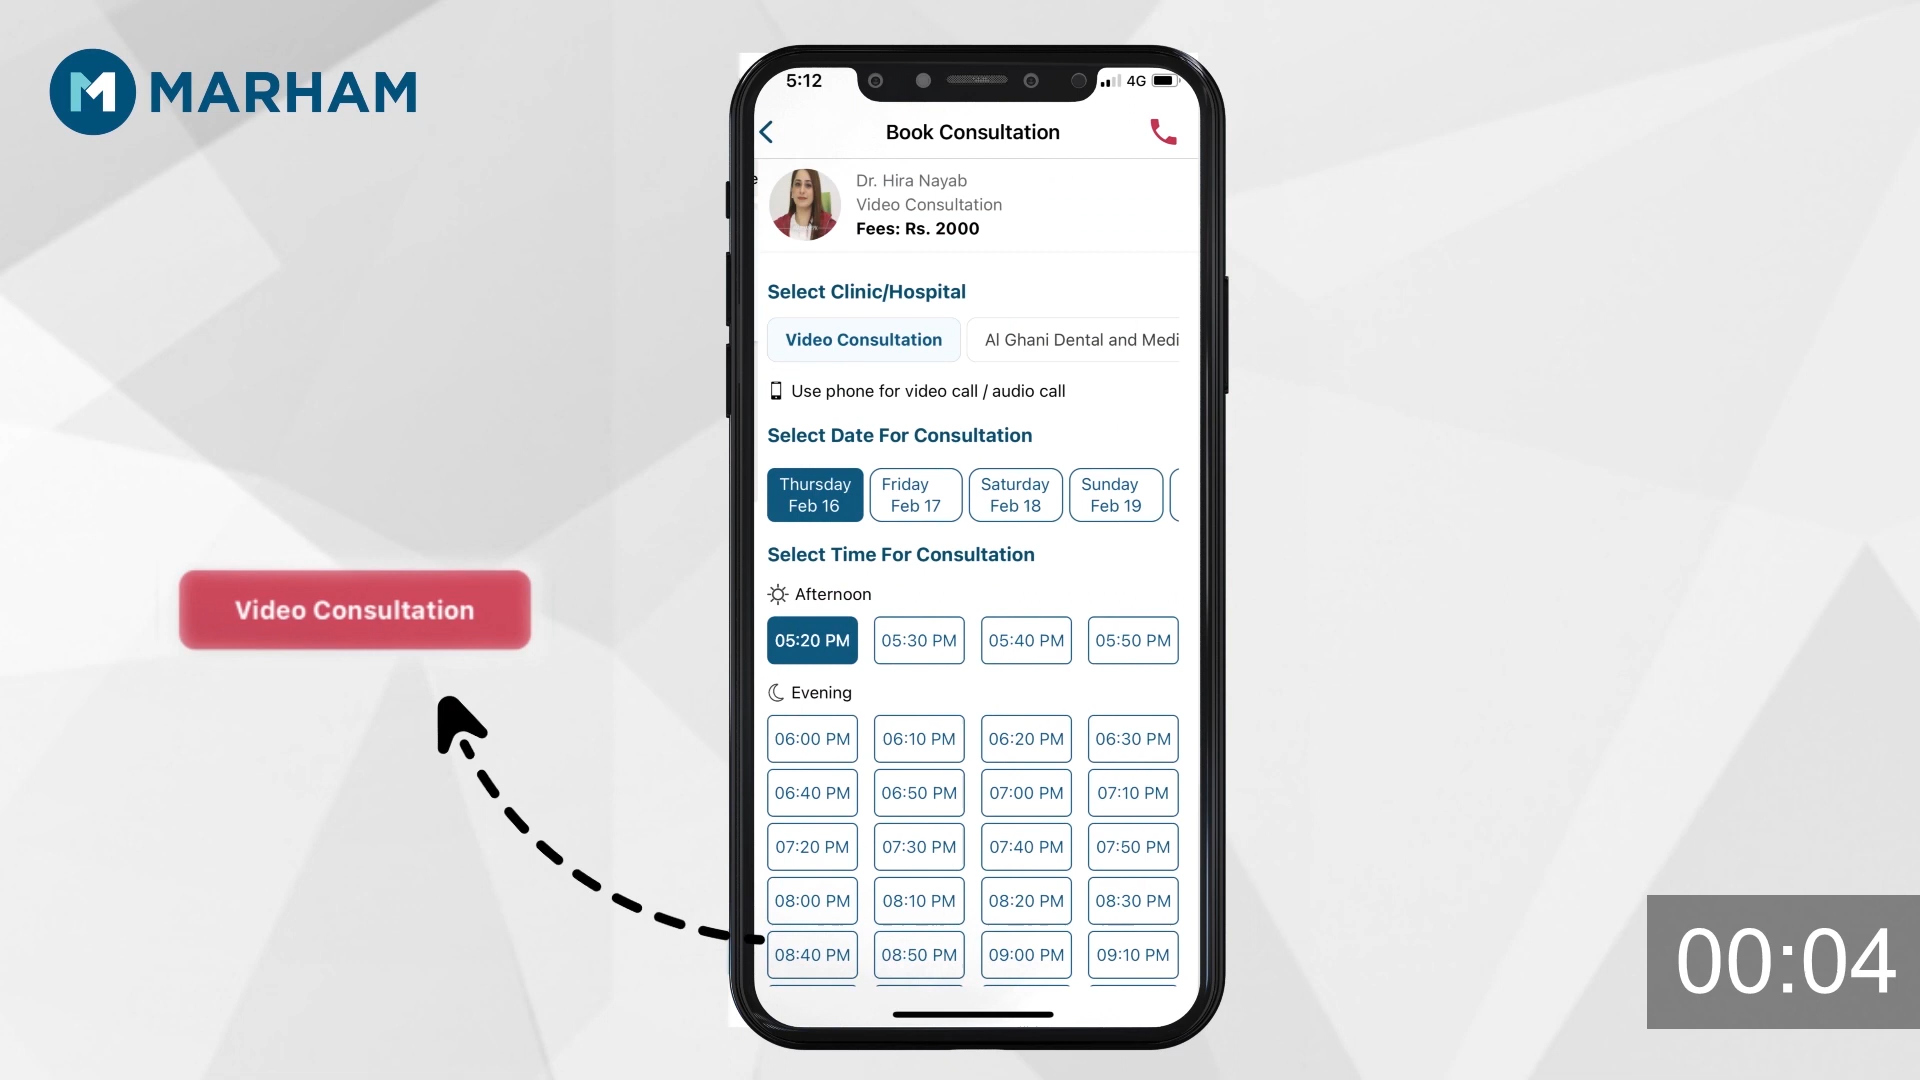 MARHAM
5:12
4G
Book Consultation
Dr. Hira Nayab
Video Consultation
Fees: Rs. 2000
Select Clinic/Hospital
Video Consultation
Al Ghani Dental and Medi
Use phone for video call / audio call
Select Date For Consultation
Thursday
Feb 16
Friday
Feb 17
Saturday
Feb 18
Sunday
Feb 19
Select Time For Consultation
Afternoon
05:20 PM 05:30 PM 05:40 PM 05:50 PM
Evening
06:00 PM 06:10 PM 06:20 PM 06:30 PM
06:40 PM 06:50 PM 07:00 PM 07:10 PM
07:20 PM 07:30 PM 07:40 PM 07:50 PM
08:00 PM 08:10 PM 08:20 PM 08:30 PM
08:40 PM 08:50 PM 09:00 PM 09:10 PM
Video Consultation
00:04